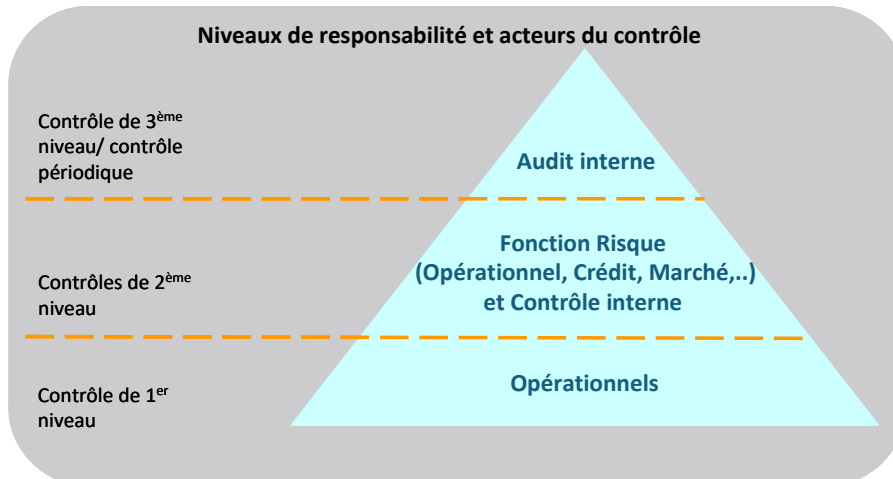 Niveaux de responsabilité et acteurs du contrôle
Contrôle de 3ème
niveau/ contrôle
périodique
Audit interne
Fonction Risque
(Opérationnel, Crédit, Marché,..)
et Contrôle interne
Contrôles de 2ème
niveau
Opérationnels
Contrôle de 1er
niveau